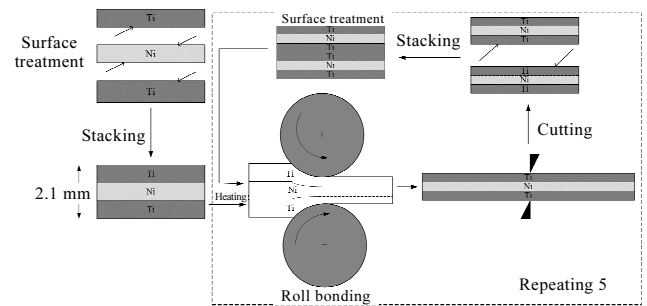 Ti
Surface
treatment
Ni
Ti
Stacking
2.1 mm
Ti
Ni
Ti
Surface treatment
Ti
Ni
Ti
Ti
Ni
Ti
Stacking
Ti
Ni
Ti
Ti
Ni
Ti
Cutting
Heating
Ti
Ni
Ti
Ti
Ni
Ti
Roll bonding
Repeating 5